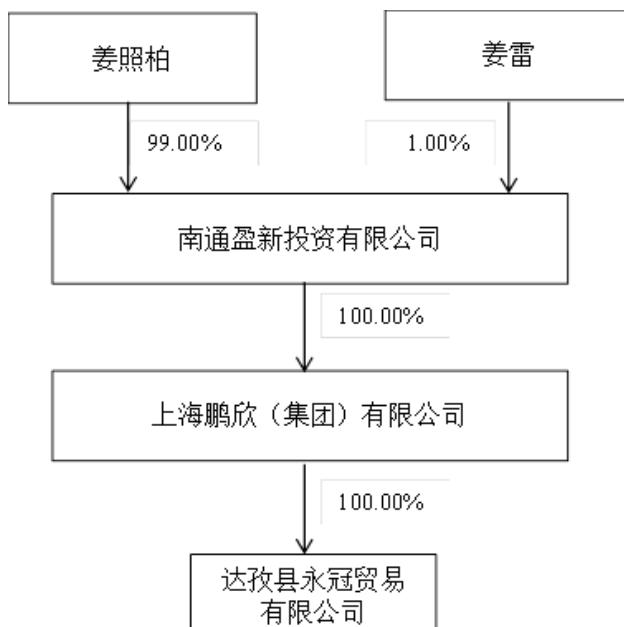 姜照柏
姜雷
99.00%
1.00%
南通盈新投资有限公司
100.00%
上海鹏欣（集团）有限公司
100.00%
达孜县永冠贸易
有限公司